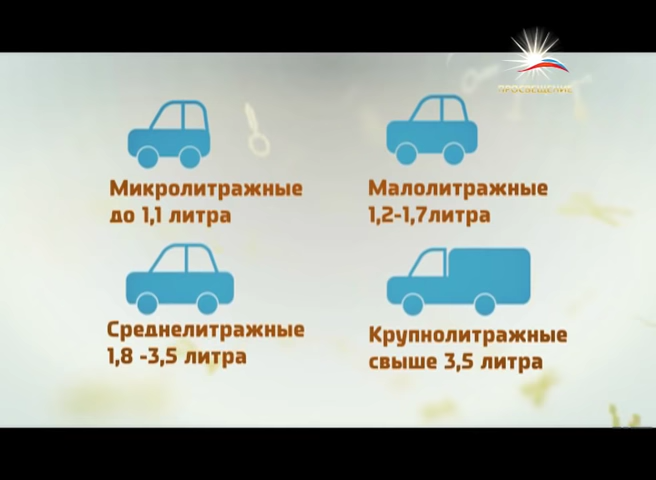 ПРОСВЕЩЕНИЕ
Микролитражные
до 1,1 литра
Малолитражные
1,2-1,7литра
Среднелитражные
1,8 -3,5 литра
Крупнолитражные
свыше 3,5 литра